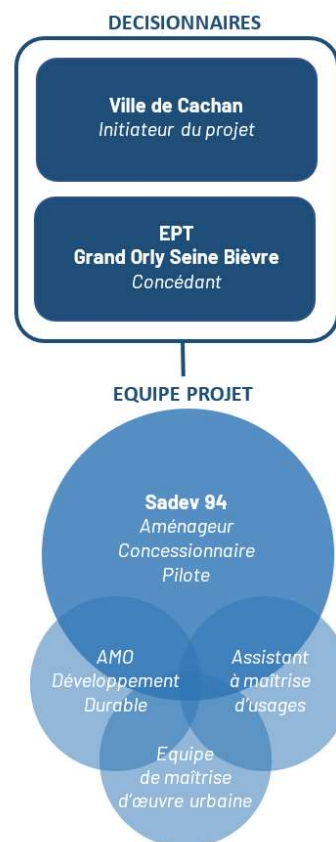 DECISIONNAIRES
Ville de Cachan
Initiateur du projet
EPT
Grand Orly Seine Bièvre
Concédant
EQUIPE PROJET
Sadev 94
Aménageur
Concessionnaire
Pilote
AMO
Développement
Durable
Assistant
à maîtrise
d'usages
Equipe
de maîtrise
d'œuvre urbaine